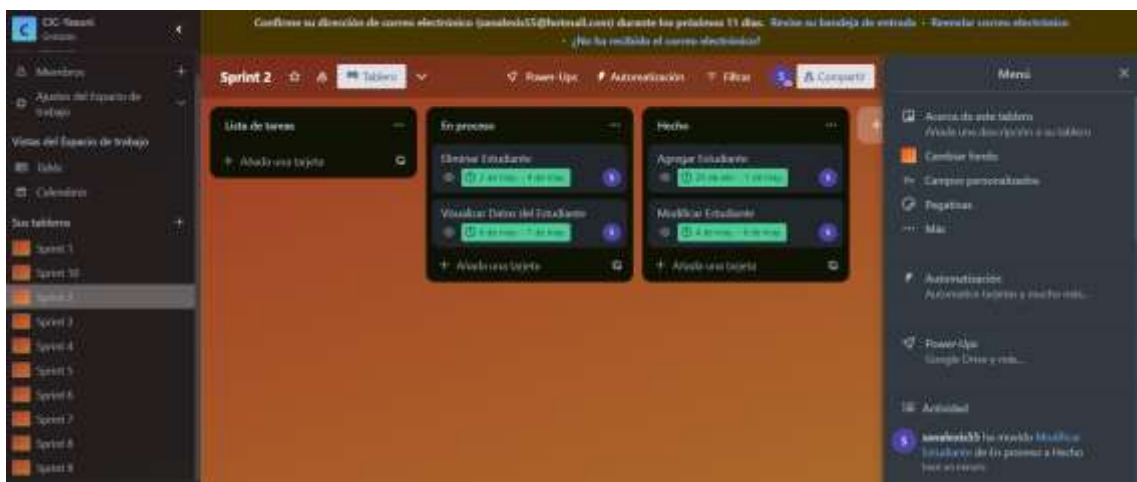 Confirme su dirección de correo electrónico (sanalexis55@hotmail.com) durante los próximos 11 días. Revise su bandeja de entrada · Reenviar correo electrónico
· ¿No ha recibido el correo electrónico?
C
Miembros
Ajustes del Espacio de
trabajo
Vistas del Espacio de trabajo
Tabla
Calendario
Sus tableros
Sprint 1
Sprint 10
Sprint 2
Sprint 3
Sprint 4
Sprint 5
Sprint 6
Sprint 7
Sprint 8
Sprint 9
Sprint 2
Tablero
Power-Ups
Automatización
Filtrar
Compartir
Lista de tareas
Añada una tarjeta
En proceso
Eliminar Estudiante
Visualizar Datos del Estudiante
Añada una tarjeta
Hecho
Agregar Estudiante
Modificar Estudiante
Añada una tarjeta
Menú
Acerca de este tablero
Añade una descripción a su tablero
Cambiar fondo
Campos personalizados
Pegatinas
Más
Automatización
Automatice tarjetas y mucho más...
Power-Ups
Google Drive y más...
Actividad
S
sanalexis55 ha movido Modificar
Estudiante de En proceso a Hecho